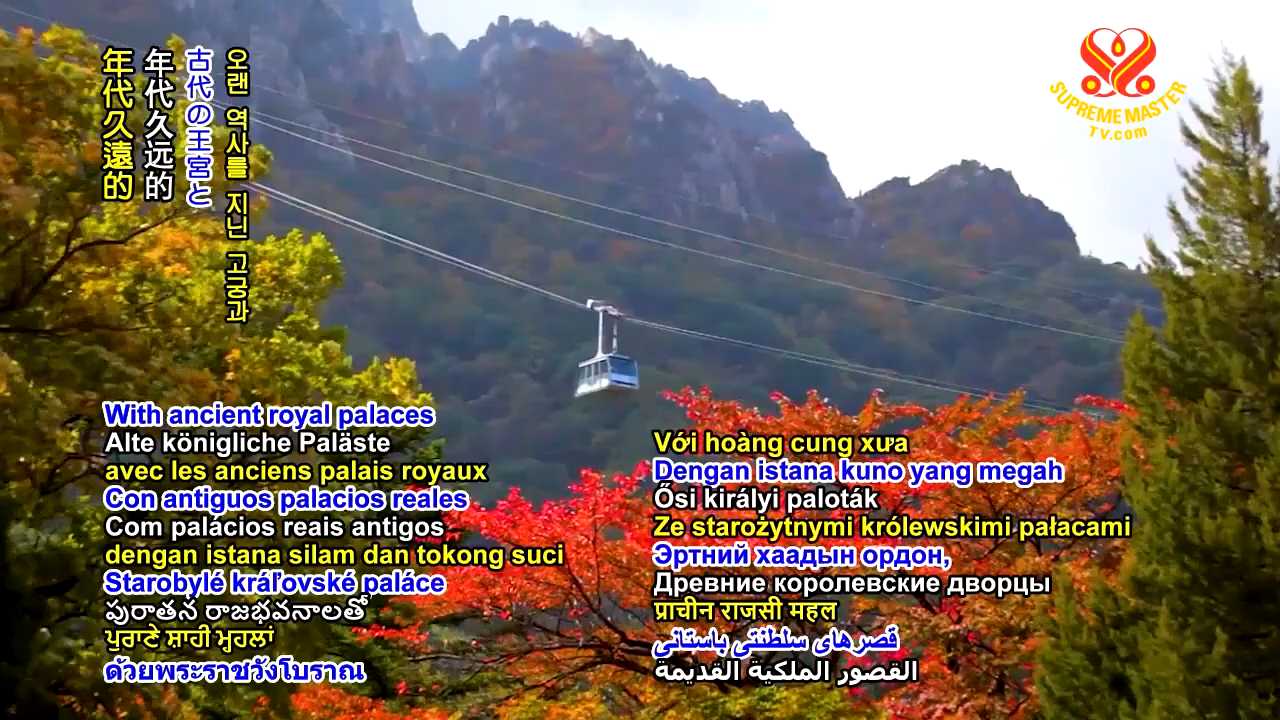 年代久遠的
年代久远的
古代の王宮と
오랜 역사를 지닌 고궁과
SUPREME MASTER
TV.com
With ancient royal palaces
Alte königliche Paläste
avec les anciens palais royaux
Con antiguos palacios reales
Com palácios reais antigos
dengan istana silam dan tokong suci
Starobylé kráľovské paláce
పురాతన రాజభవనాలతో
ਪੁਰਾਣੇ ਸ਼ਾਹੀ ਮੁਹਲਾਂ
ด้วยพระราชวังโบราณ
Với hoàng cung xưa
Dengan istana kuno yang megah
Ősi királyi paloták
Ze starożytnymi królewskimi pałacami
Эртний хаадын ордон,
Древние королевские дворцы
प्राचीन राजसी महल
قصرهای سلطنتی باستانی
القصور الملكية القديمة